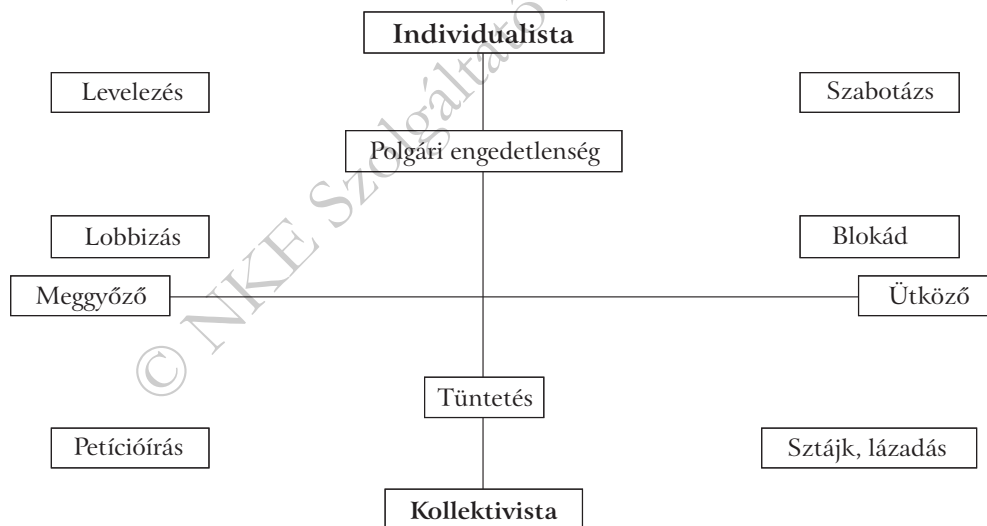 Individualista
Levelezés
Szabotázs
Polgári engedetlenség
Lobbizás
Blokád
Meggyőző
Ütköző
Tüntetés
Petícióírás
Sztájk, lázadás
Kollektivista
© NKE Szolgáltató